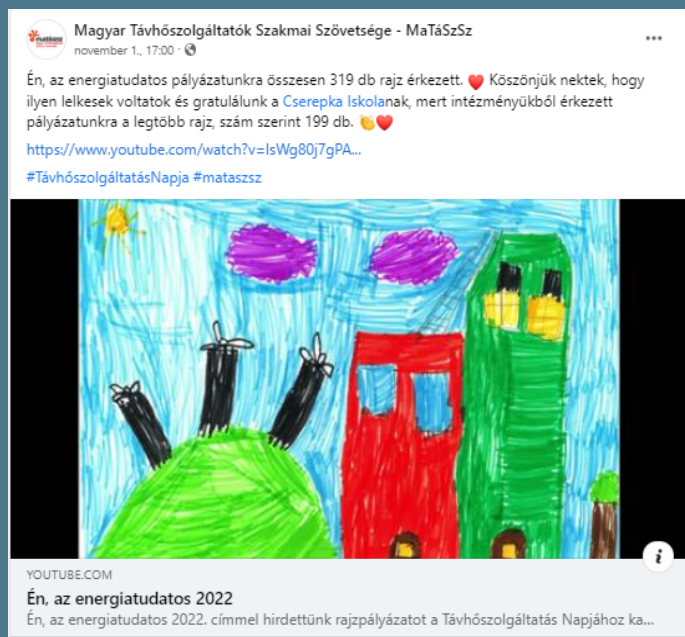 Magyar Távhőszolgáltatók Szakmai Szövetsége - MaTáSzSz
november 1., 17:00 ·
Én, az energiatudatos pályázatunkra összesen 319 db rajz érkezett. ❤️ Köszönjük nektek, hogy
ilyen lelkesek voltatok és gratulálunk a Cserepka Iskolanak, mert intézményükből érkezett
pályázatunkra a legtöbb rajz, szám szerint 199 db. 👏❤️
https://www.youtube.com/watch?v=IsWg80j7gPA...
#TávhőszolgáltatásNapja #mataszsz
YOUTUBE.COM
Én, az energiatudatos 2022
Én, az energiatudatos 2022. címmel hirdettünk rajzpályázatot a Távhőszolgáltatás Napjához ka...